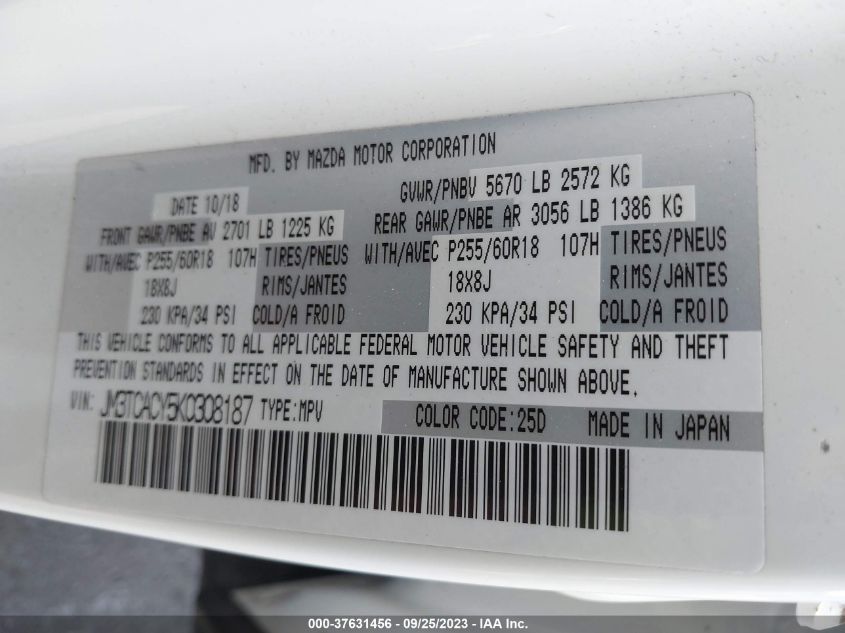 MFD. BY MAZDA MOTOR CORPORATION
DATE 10/18 GVWR/PNBV 5670 LB 2572 KG
FRONT GAWR/PNBE AV 2701 LB 1225 KG REAR GAWR/PNBE AR 3056 LB 1386 KG
WITH/AVEC P255/60R18 107H TIRES/PNEUS WITH/AVEC P255/60R18 107H TIRES/PNEUS
18X8J RIMS/JANTES 18X8J RIMS/JANTES
230 KPA/34 PSI COLD/A FROID 230 KPA/34 PSI COLD/A FROID
THIS VEHICLE CONFORMS TO ALL APPLICABLE FEDERAL MOTOR VEHICLE SAFETY AND THEFT
PREVENTION STANDARDS IN EFFECT ON THE DATE OF MANUFACTURE SHOWN ABOVE.
VIN: JM3TCACY5K0308187 TYPE:MPV COLOR CODE:25D MADE IN JAPAN
000-37631456 - 09/25/2023 - IAA Inc.